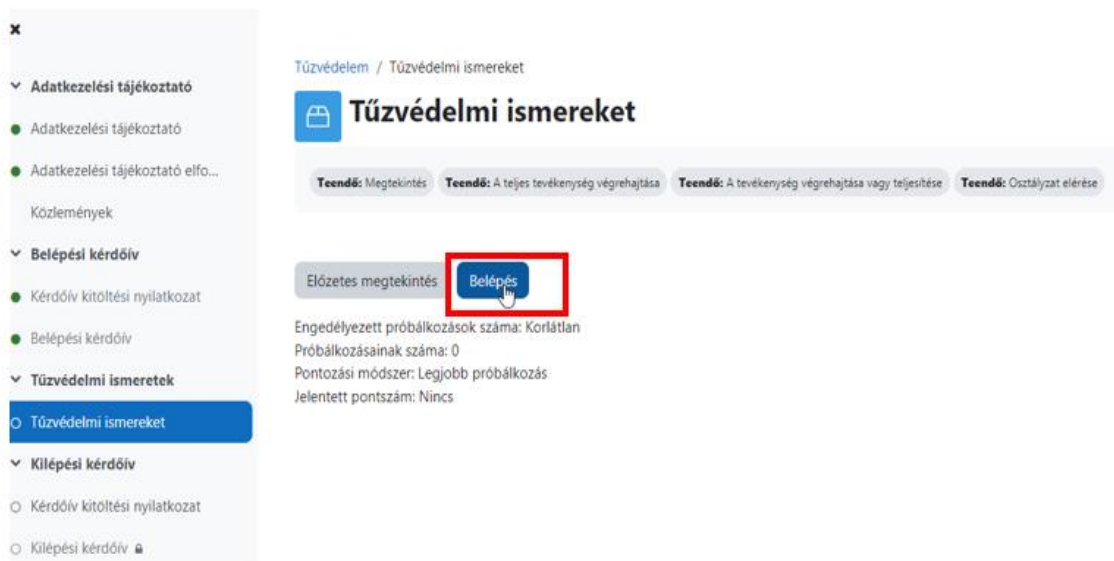 Adatkezelési tájékoztató
Adatkezelési tájékoztató
Adatkezelési tájékoztató elfo...
Közlemények
Belépési kérdőív
Kérdőív kitöltési nyilatkozat
Belépési kérdőív
Tűzvédelmi ismeretek
Tűzvédelmi ismereket
Kilépési kérdőív
Kérdőív kitöltési nyilatkozat
Kilépési kérdőív
Tűzvédelem / Tűzvédelmi ismereket
Tűzvédelmi ismereket
Teendő: Megtekintés Teendő: A teljes tevékenység végrehajtása Teendő: A tevékenység végrehajtása vagy teljesítése Teendő: Osztályzat elérése
Előzetes megtekintés Belépés
Engedélyezett próbálkozások száma: Korlátlan
Próbálkozásainak száma: 0
Pontozási módszer: Legjobb próbálkozás
Jelentett pontszám: Nincs